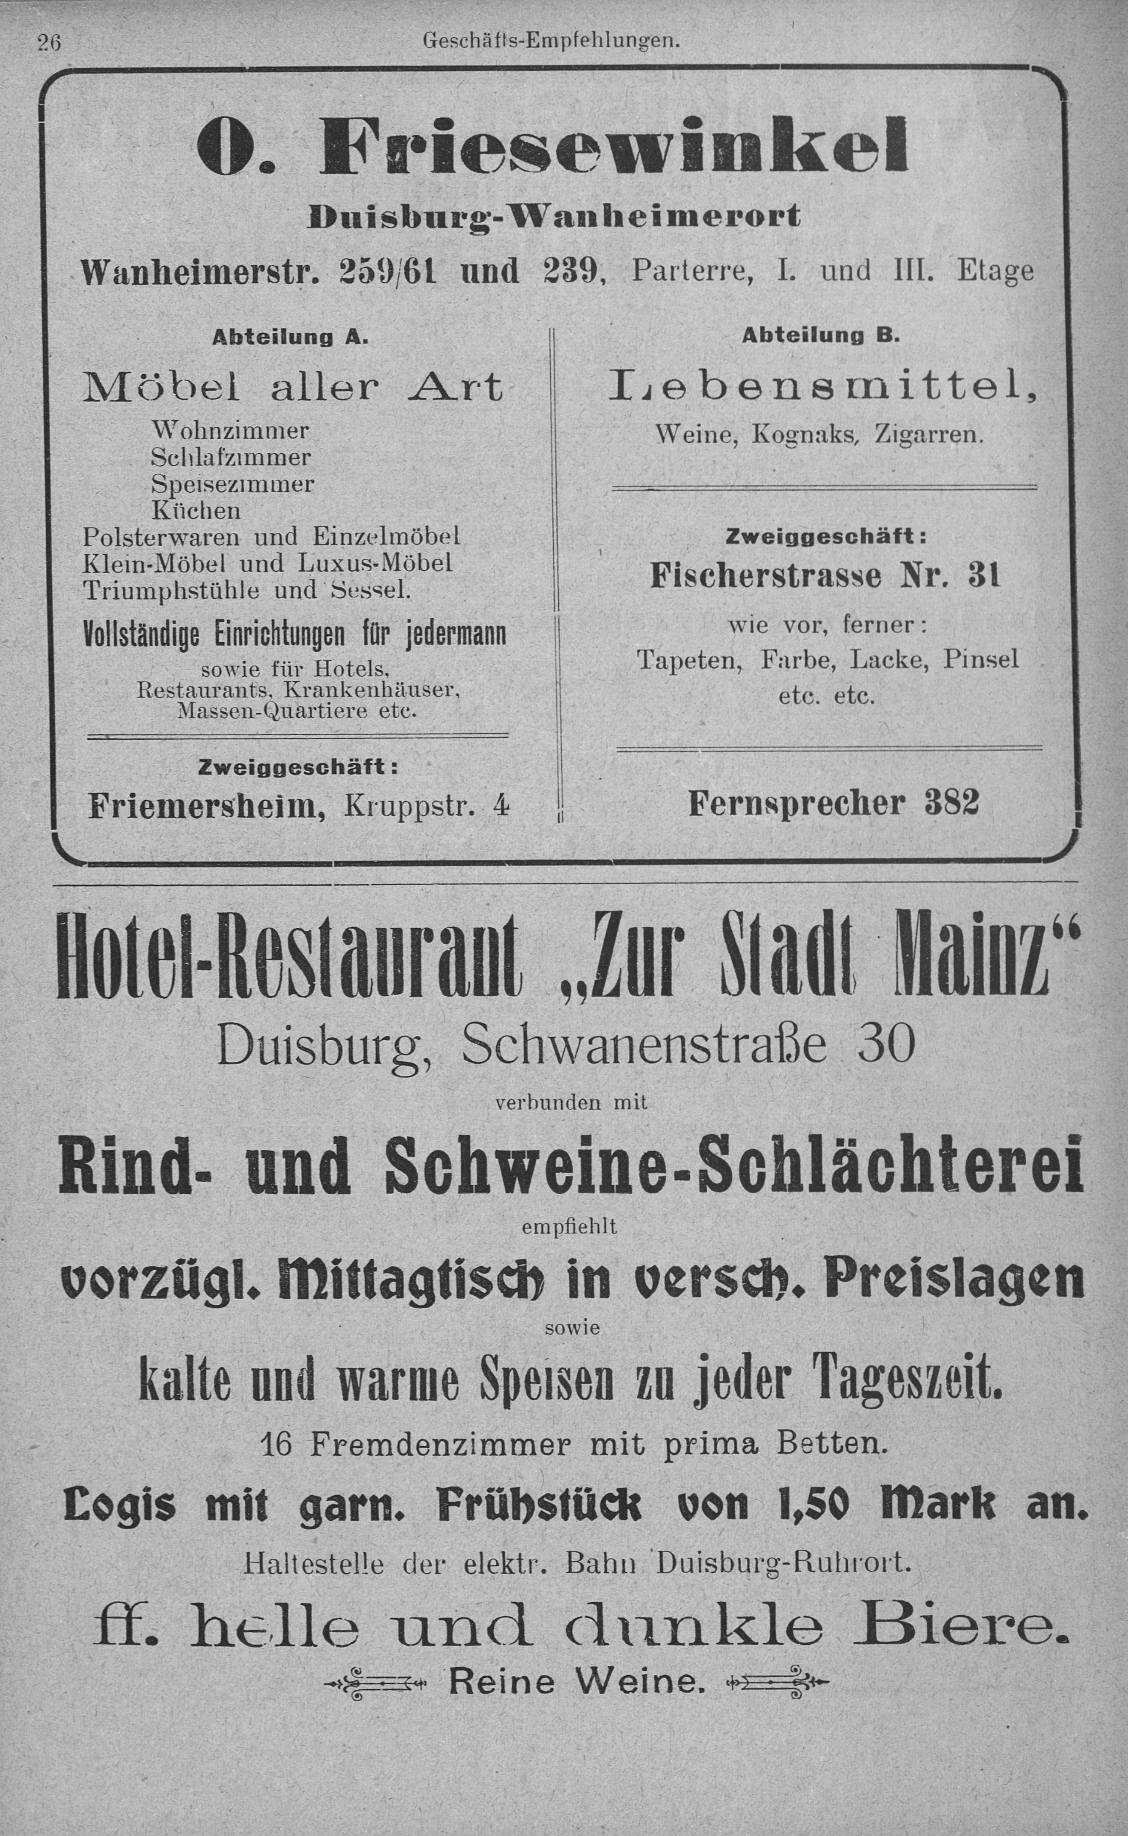 26
Geschäfts-Empfehlungen.
O. Friesewinkel
Duisburg-Wanheimerort
Wanheimerstr. 259/61 und 239, Parterre, I. und III. Etage
Abteilung A.
Möbel aller Art
Wohnzimmer
Schlafzimmer
Speisezimmer
Küchen
Polsterwaren und Einzelmöbel
Klein-Möbel und Luxus-Möbel
Triumphstühle und Sessel.
Vollständige Einrichtungen für jedermann
sowie für Hotels,
Restaurants, Krankenhäuser,
Massen-Quartiere etc.
Zweiggeschäft:
Friemersheim, Kruppstr. 4
Abteilung B.
Lebensmittel,
Weine, Kognaks, Zigarren.
Zweiggeschäft:
Fischerstrasse Nr. 31
wie vor, ferner:
Tapeten, Farbe, Lacke, Pinsel
etc. etc.
Fernsprecher 382
Hotel-Restaurant „Zur Stadt Mainz“
Duisburg, Schwanenstraße 30
verbunden mit
Rind- und Schweine-Schlächterei
empfiehlt
vorzügl. Mittagtisch in versch. Preislagen
sowie
kalte und warme Speisen zu jeder Tageszeit.
16 Fremdenzimmer mit prima Betten.
Logis mit garn. Frühstück von 1,50 Mark an.
Haltestelle der elektr. Bahn Duisburg-Ruhrort.
ff. helle und dunkle Biere.
Reine Weine.